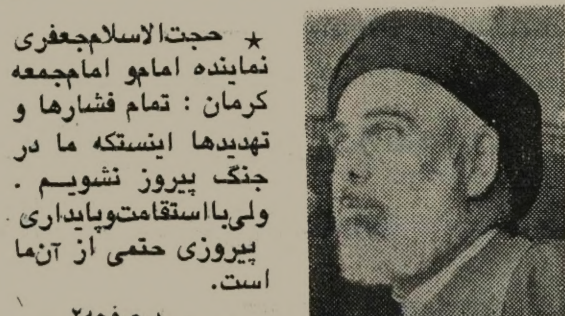 ★ حجت‌الاسلام‌جعفری
نماینده امام‌و امام‌جمعه
کرمان : تمام فشارها و
تهدیدها اینستکه ما در
جنگ پیروز نشویــم .
ولی‌بااستقامت‌وپایداری
پیروزی حتمی از آن‌ما
است.